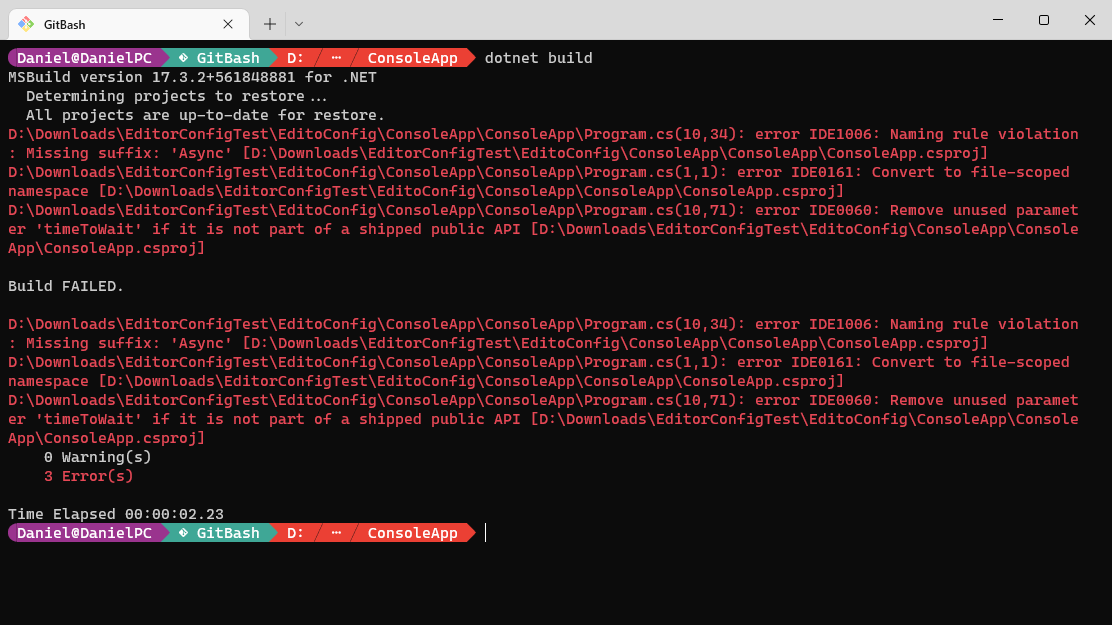 GitBash
Daniel@DanielPC GitBash D: ConsoleApp dotnet build
MSBuild version 17.3.2+561848881 for .NET
  Determining projects to restore...
  All projects are up-to-date for restore.
D:\Downloads\EditorConfigTest\EditoConfig\ConsoleApp\ConsoleApp\Program.cs(10,34): error IDE1006: Naming rule violation
: Missing suffix: 'Async' [D:\Downloads\EditorConfigTest\EditoConfig\ConsoleApp\ConsoleApp\ConsoleApp.csproj]
D:\Downloads\EditorConfigTest\EditoConfig\ConsoleApp\ConsoleApp\Program.cs(1,1): error IDE0161: Convert to file-scoped
namespace [D:\Downloads\EditorConfigTest\EditoConfig\ConsoleApp\ConsoleApp\ConsoleApp.csproj]
D:\Downloads\EditorConfigTest\EditoConfig\ConsoleApp\ConsoleApp\Program.cs(10,71): error IDE0060: Remove unused paramet
er 'timeToWait' if it is not part of a shipped public API [D:\Downloads\EditorConfigTest\EditoConfig\ConsoleApp\Console
App\ConsoleApp.csproj]
Build FAILED.
D:\Downloads\EditorConfigTest\EditoConfig\ConsoleApp\ConsoleApp\Program.cs(10,34): error IDE1006: Naming rule violation
: Missing suffix: 'Async' [D:\Downloads\EditorConfigTest\EditoConfig\ConsoleApp\ConsoleApp\ConsoleApp.csproj]
D:\Downloads\EditorConfigTest\EditoConfig\ConsoleApp\ConsoleApp\Program.cs(1,1): error IDE0161: Convert to file-scoped
namespace [D:\Downloads\EditorConfigTest\EditoConfig\ConsoleApp\ConsoleApp\ConsoleApp.csproj]
D:\Downloads\EditorConfigTest\EditoConfig\ConsoleApp\ConsoleApp\Program.cs(10,71): error IDE0060: Remove unused paramet
er 'timeToWait' if it is not part of a shipped public API [D:\Downloads\EditorConfigTest\EditoConfig\ConsoleApp\Console
App\ConsoleApp.csproj]
    0 Warning(s)
    3 Error(s)
Time Elapsed 00:00:02.23
Daniel@DanielPC GitBash D: ConsoleApp